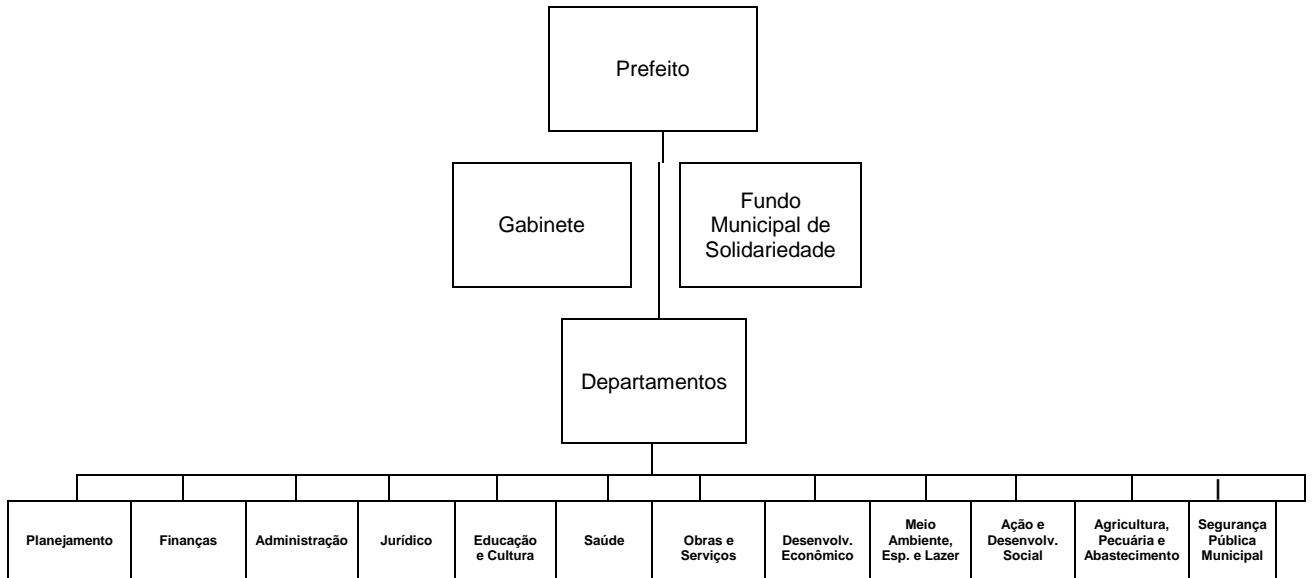 Prefeito
Gabinete
Fundo
Municipal de
Solidariedade
Departamentos
Planejamento
Finanças
Administração
Jurídico
Educação
e Cultura
Saúde
Obras e
Serviços
Desenvolv.
Econômico
Meio
Ambiente,
Esp. e Lazer
Ação e
Desenvolv.
Social
Agricultura,
Pecuária e
Abastecimento
Segurança
Pública
Municipal